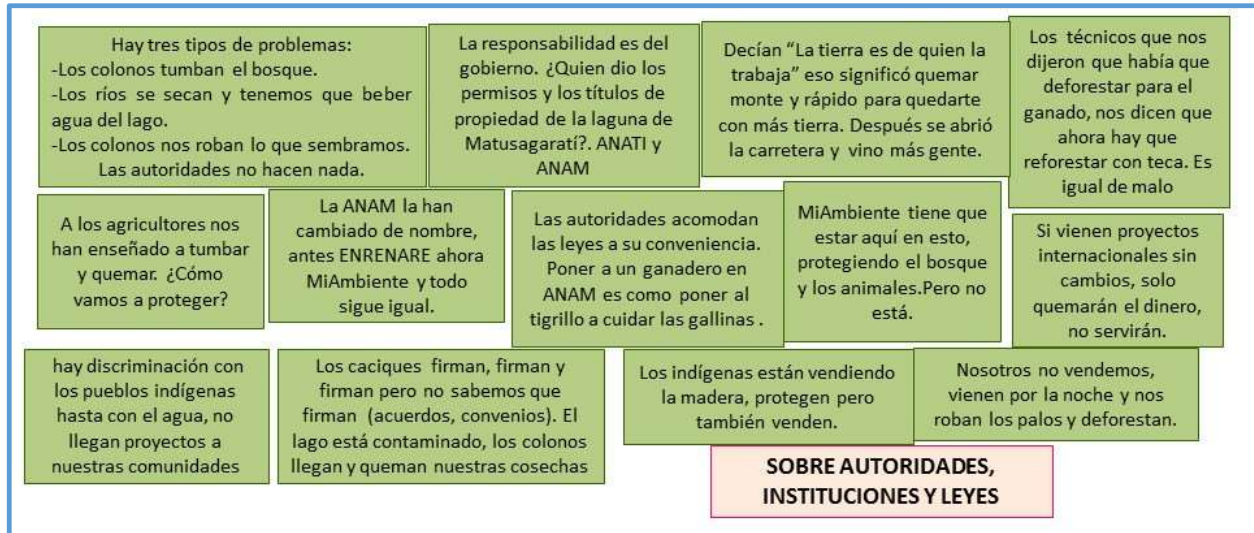 Hay tres tipos de problemas:
-Los colonos tumban el bosque.
-Los ríos se secan y tenemos que beber
agua del lago.
-Los colonos nos roban lo que sembramos.
Las autoridades no hacen nada.
La responsabilidad es del
gobierno. ¿Quien dio los
permisos y los títulos de
propiedad de la laguna de
Matusagaratí?. ANATI y
ANAM
Decían “La tierra es de quien la
trabaja” eso significó quemar
monte y rápido para quedarte
con más tierra. Después se abrió
la carretera y vino más gente.
Los técnicos que nos
dijeron que había que
deforestar para el
ganado, nos dicen que
ahora hay que
reforestar con teca. Es
igual de malo
A los agricultores nos
han enseñado a tumbar
y quemar. ¿Cómo
vamos a proteger?
La ANAM la han
cambiado de nombre,
antes ENRENARE ahora
MiAmbiente y todo
sigue igual.
Las autoridades acomodan
las leyes a su conveniencia.
Poner a un ganadero en
ANAM es como poner al
tigrillo a cuidar las gallinas .
MiAmbiente tiene que
estar aquí en esto,
protegiendo el bosque
y los animales.Pero no
está.
Si vienen proyectos
internacionales sin
cambios, solo
quemarán el dinero,
no servirán.
hay discriminación con
los pueblos indígenas
hasta con el agua, no
llegan proyectos a
nuestras comunidades
Los caciques firman, firman y
firman pero no sabemos que
firman (acuerdos, convenios). El
lago está contaminado, los colonos
llegan y queman nuestras cosechas
Los indígenas están vendiendo
la madera, protegen pero
también venden.
Nosotros no vendemos,
vienen por la noche y nos
roban los palos y deforestan.
SOBRE AUTORIDADES,
INSTITUCIONES Y LEYES